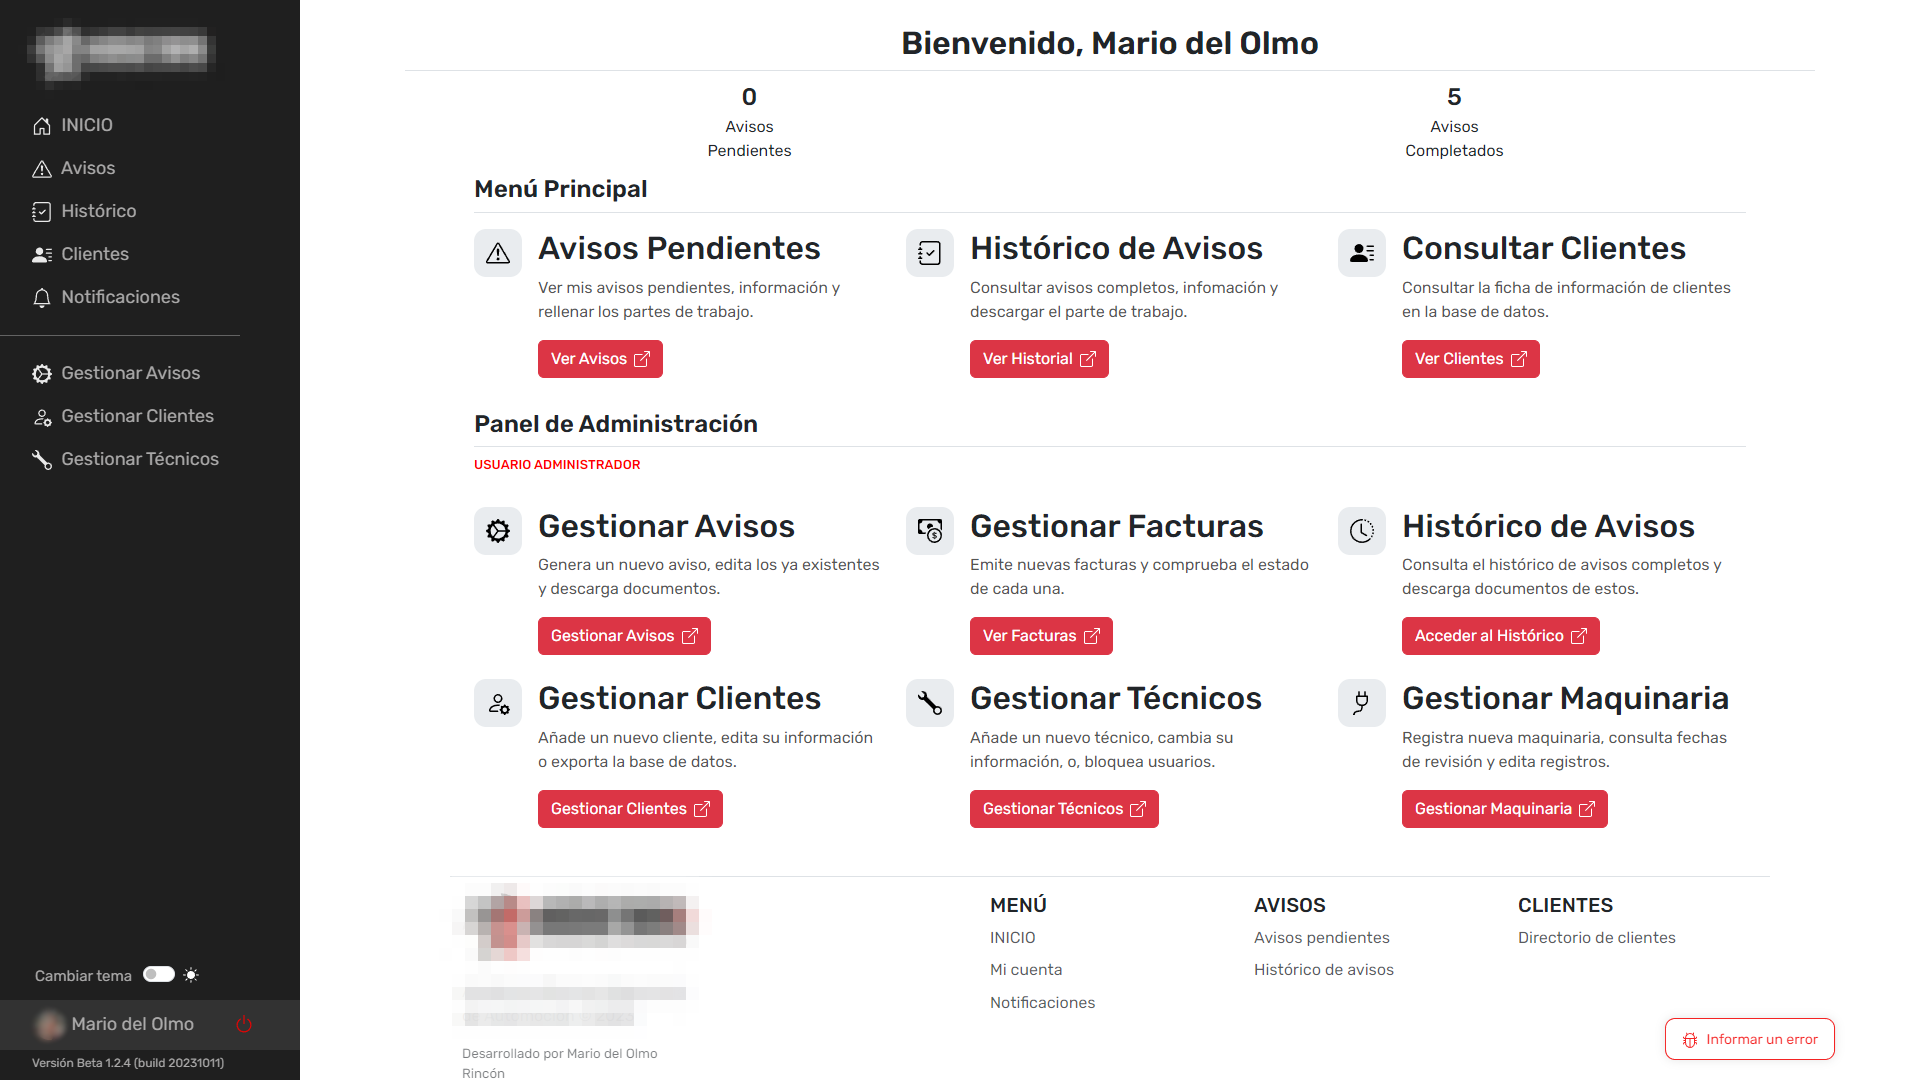 INICIO
Avisos
Histórico
Clientes
Notificaciones
Gestionar Avisos
Gestionar Clientes
Gestionar Técnicos
Cambiar tema
Mario del Olmo
Versión Beta 1.2.4 (build 20231011)
Bienvenido, Mario del Olmo
0
Avisos
Pendientes
5
Avisos
Completados
Menú Principal
Avisos Pendientes
Ver mis avisos pendientes, información y
rellenar los partes de trabajo.
Ver Avisos
Histórico de Avisos
Consultar avisos completos, infomación y
descargar el parte de trabajo.
Ver Historial
Consultar Clientes
Consultar la ficha de información de clientes
en la base de datos.
Ver Clientes
Panel de Administración
USUARIO ADMINISTRADOR
Gestionar Avisos
Genera un nuevo aviso, edita los ya existentes
y descarga documentos.
Gestionar Avisos
Gestionar Facturas
Emite nuevas facturas y comprueba el estado
de cada una.
Ver Facturas
Histórico de Avisos
Consulta el histórico de avisos completos y
descarga documentos de estos.
Acceder al Histórico
Gestionar Clientes
Añade un nuevo cliente, edita su información
o exporta la base de datos.
Gestionar Clientes
Gestionar Técnicos
Añade un nuevo técnico, cambia su
información, o, bloquea usuarios.
Gestionar Técnicos
Gestionar Maquinaria
Registra nueva maquinaria, consulta fechas
de revisión y edita registros.
Gestionar Maquinaria
Desarrollado por Mario del Olmo
Rincón
MENÚ
INICIO
Mi cuenta
Notificaciones
AVISOS
Avisos pendientes
Histórico de avisos
CLIENTES
Directorio de clientes
Informar un error